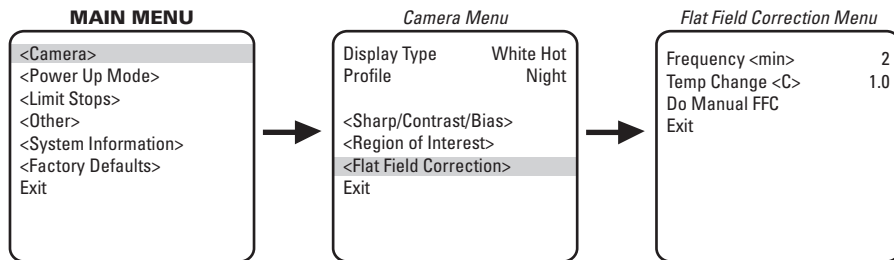 MAIN MENU
<Camera>
<Power Up Mode>
<Limit Stops>
<Other>
<System Information>
<Factory Defaults>
Exit
Camera Menu
Display Type White Hot
Profile Night
<Sharp/Contrast/Bias>
<Region of Interest>
<Flat Field Correction>
Exit
Flat Field Correction Menu
Frequency <min> 2
Temp Change <C> 1.0
Do Manual FFC
Exit